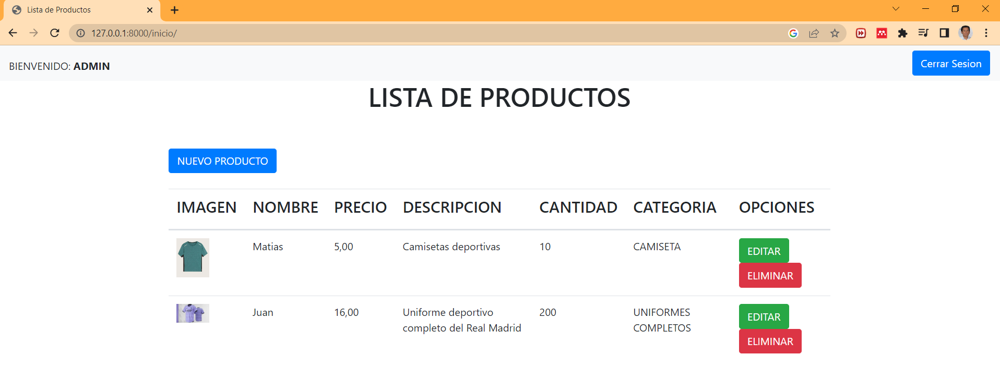 Lista de Productos
127.0.0.1:8000/inicio/
BIENVENIDO: ADMIN
Cerrar Sesion
LISTA DE PRODUCTOS
NUEVO PRODUCTO
IMAGEN NOMBRE PRECIO DESCRIPCION CANTIDAD CATEGORIA OPCIONES
Matias 5,00 Camisetas deportivas 10 CAMISETA EDITAR
ELIMINAR
Juan 16,00 Uniforme deportivo 200 UNIFORMES EDITAR
completo del Real Madrid COMPLETOS
ELIMINAR